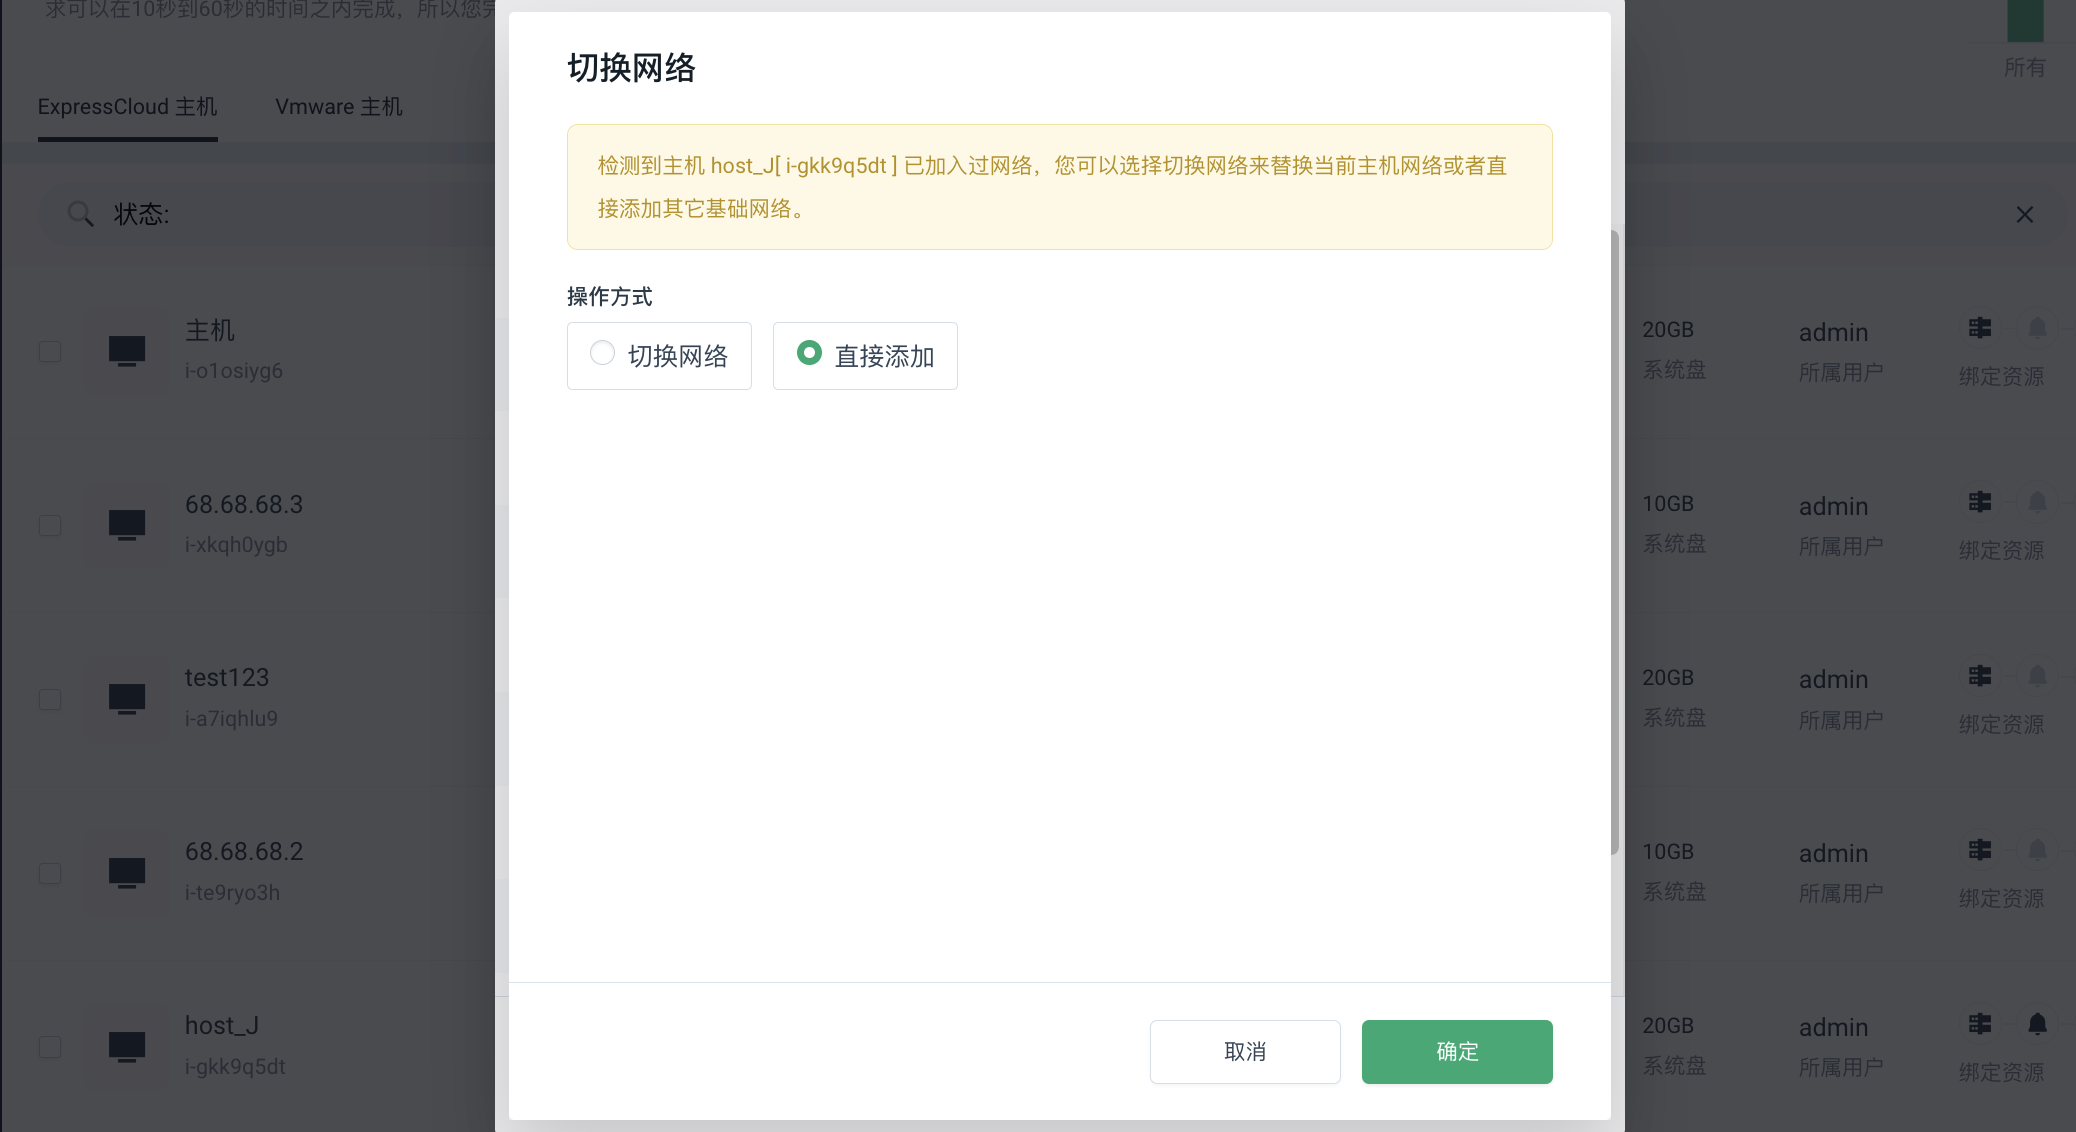 求可以在10秒到60秒的时间之内完成，所以您
所有
ExpressCloud 主机
Vmware 主机
状态:
切换网络
检测到主机 host_J[ i-gkk9q5dt ] 已加入过网络，您可以选择切换网络来替换当前主机网络或者直
接添加其它基础网络。
操作方式
切换网络
直接添加
主机
i-o1osiyg6
20GB
系统盘
admin
所属用户
绑定资源
68.68.68.3
i-xkqh0ygb
10GB
系统盘
admin
所属用户
绑定资源
test123
i-a7iqhlu9
20GB
系统盘
admin
所属用户
绑定资源
68.68.68.2
i-te9ryo3h
10GB
系统盘
admin
所属用户
绑定资源
host_J
i-gkk9q5dt
20GB
系统盘
admin
所属用户
绑定资源
取消
确定